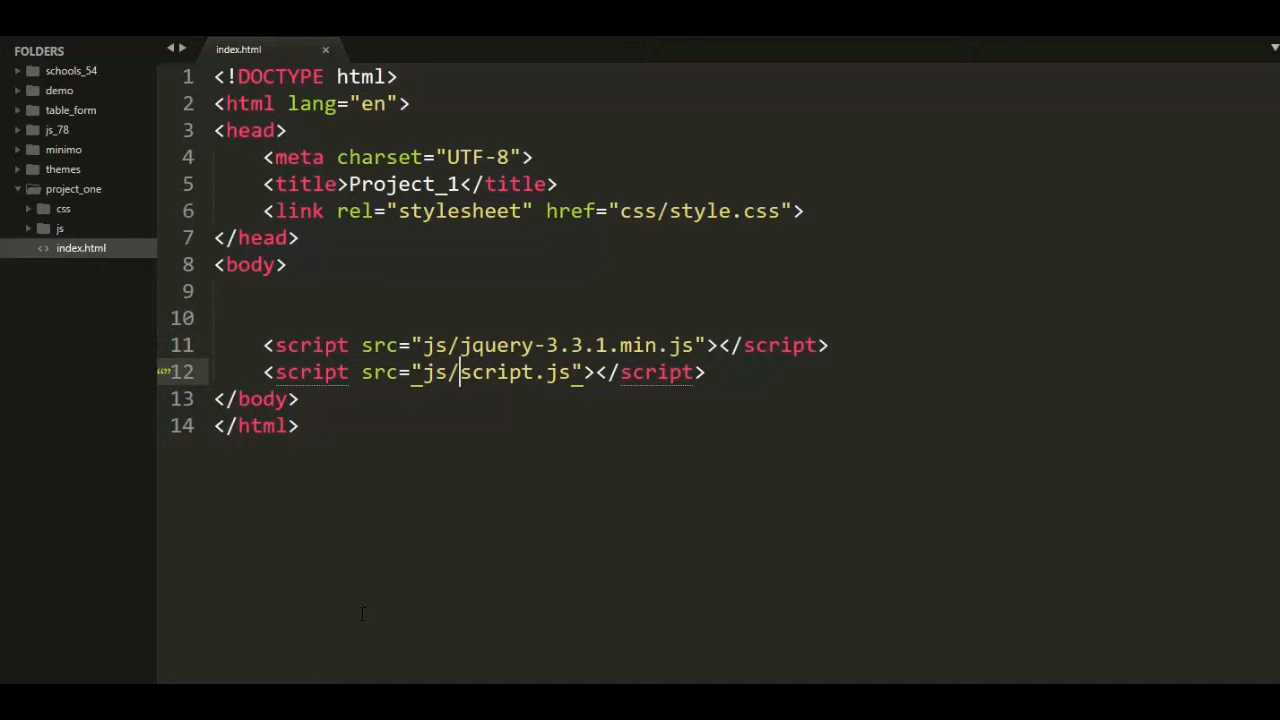 FOLDERS
schools_54
demo
table_form
js_78
minimo
themes
project_one
css
js
index.html
index.html
1 <!DOCTYPE html>
2 <html lang="en">
3 <head>
4 <meta charset="UTF-8">
5 <title>Project_1</title>
6 <link rel="stylesheet" href="css/style.css">
7 </head>
8 <body>
9
10
11 <script src="js/jquery-3.3.1.min.js"></script>
12 <script src="js/script.js"></script>
13 </body>
14 </html>